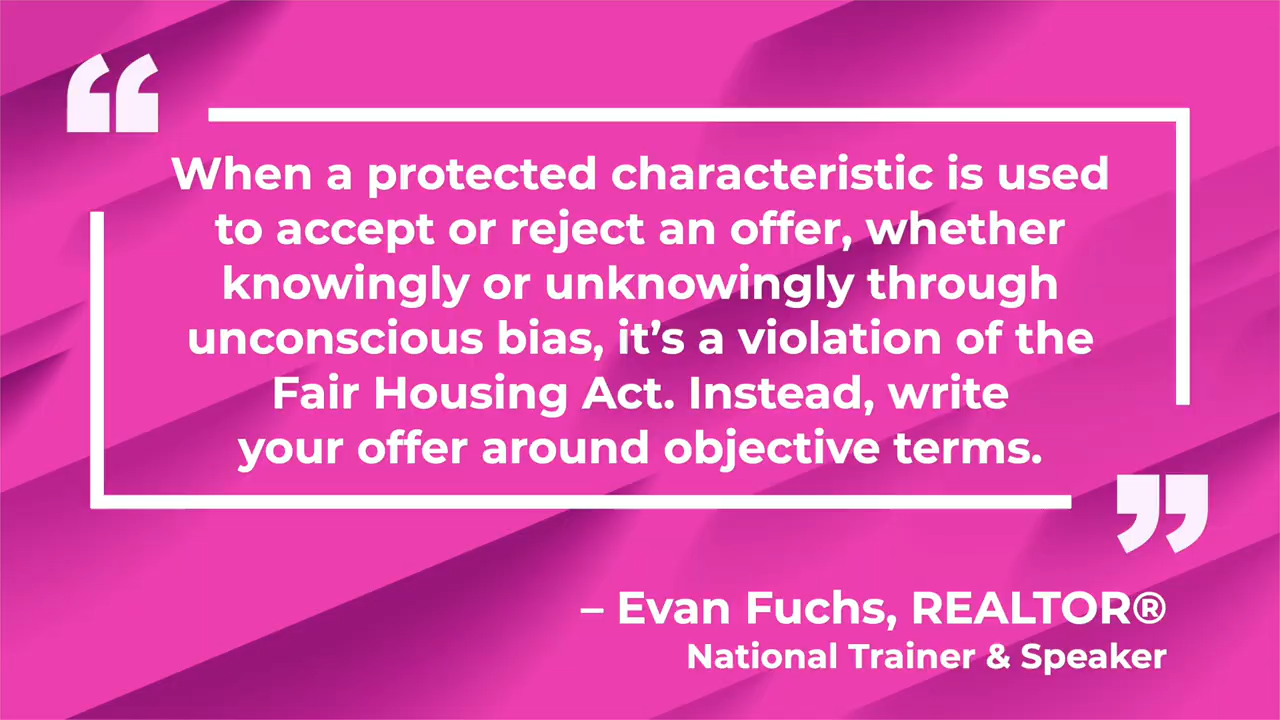 “
When a protected characteristic is used
to accept or reject an offer, whether
knowingly or unknowingly through
unconscious bias, it’s a violation of the
Fair Housing Act. Instead, write
your offer around objective terms.
”
– Evan Fuchs, REALTOR®
National Trainer & Speaker